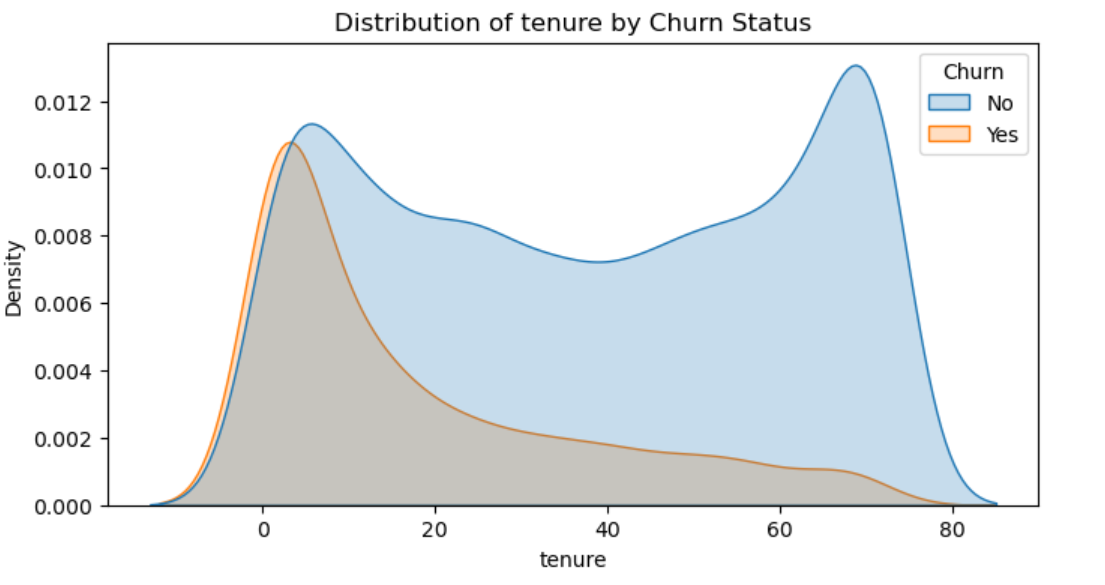 Distribution of tenure by Churn Status
Churn
No
Yes
Density
0.012
0.010
0.008
0.006
0.004
0.002
0.000
0 20 40 60 80
tenure